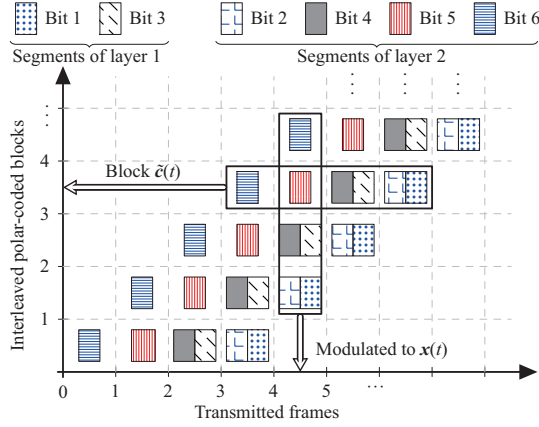 Bit 1 Bit 3 Bit 2 Bit 4 Bit 5 Bit 6
Segments of layer 1 Segments of layer 2
Interleaved polar-coded blocks
4
Block c̃(t)
3
2
1
Modulated to x(t)
0 1 2 3 4 5 ...
Transmitted frames